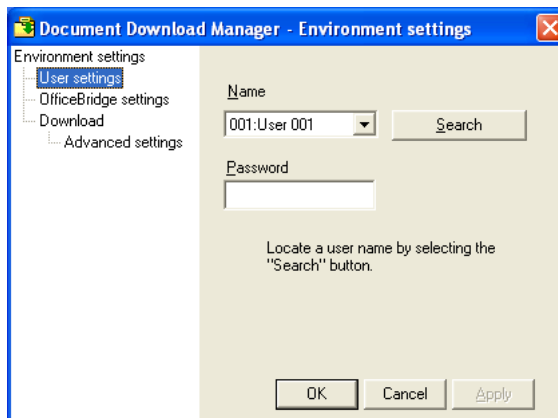 Document Download Manager - Environment settings
Environment settings
User settings
OfficeBridge settings
Download
Advanced settings
Name
001:User 001
Search
Password
Locate a user name by selecting the
"Search" button.
OK
Cancel
Apply